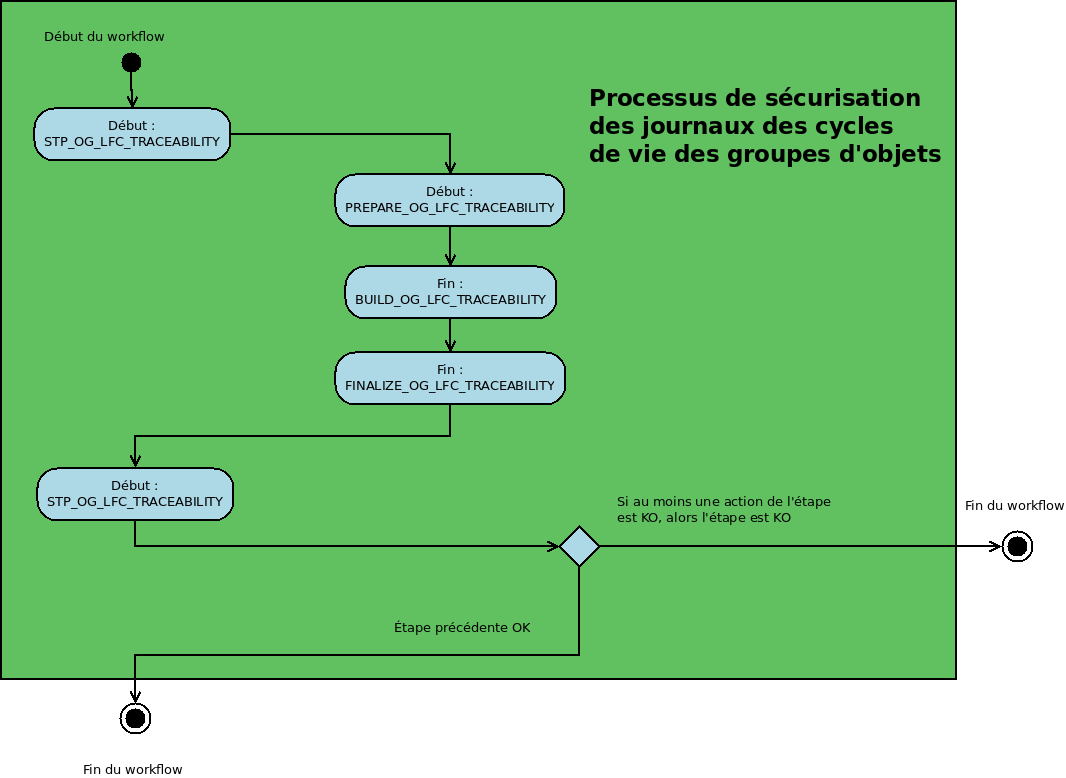 Début du workflow
Processus de sécurisation
des journaux des cycles
de vie des groupes d'objets
Début :
STP_OG_LFC_TRACEABILITY
Début :
PREPARE_OG_LFC_TRACEABILITY
Fin :
BUILD_OG_LFC_TRACEABILITY
Fin :
FINALIZE_OG_LFC_TRACEABILITY
Début :
STP_OG_LFC_TRACEABILITY
Si au moins une action de l'étape
est KO, alors l'étape est KO
Fin du workflow
Étape précédente OK
Fin du workflow